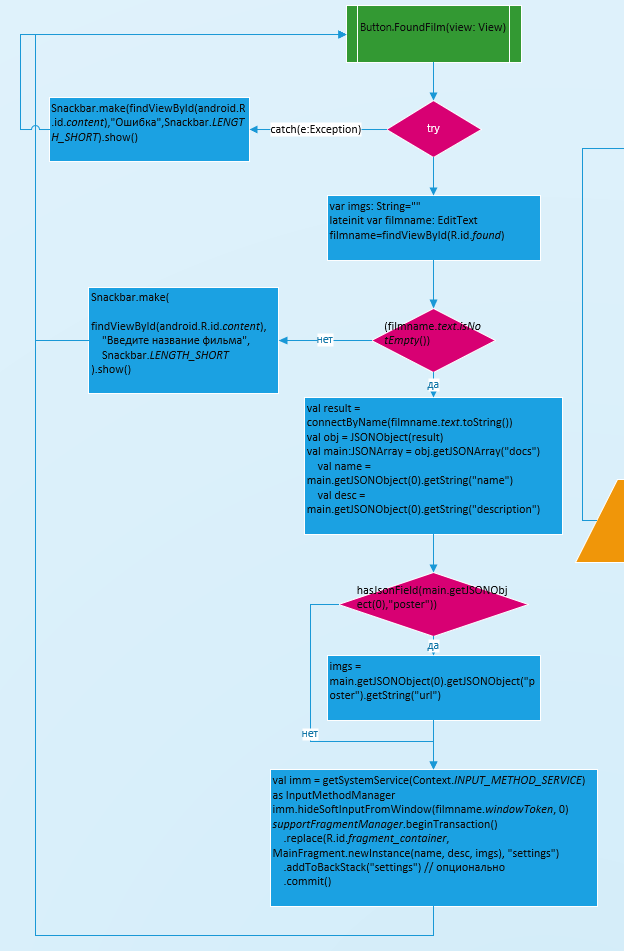 Button.FoundFilm(view: View)
Snackbar.make(findViewById(android.R
.id.content),"Ошибка",Snackbar.LENGT
H_SHORT).show()
catch(e:Exception)
try
var imgs: String=""
lateinit var filmname: EditText
filmname=findViewById(R.id.found)
Snackbar.make(
findViewById(android.R.id.content),
"Введите название фильма",
Snackbar.LENGTH_SHORT
).show()
нет
(filmname.text.isNo
tEmpty())
да
val result =
connectByName(filmname.text.toString())
val obj = JSONObject(result)
val main:JSONArray = obj.getJSONArray("docs")
val name =
main.getJSONObject(0).getString("name")
val desc =
main.getJSONObject(0).getString("description")
hasJsonField(main.getJSONObj
ect(0),"poster"))
да
imgs =
main.getJSONObject(0).getJSONObject("p
oster").getString("url")
нет
val imm = getSystemService(Context.INPUT_METHOD_SERVICE)
as InputMethodManager
imm.hideSoftInputFromWindow(filmname.windowToken, 0)
supportFragmentManager.beginTransaction()
.replace(R.id.fragment_container,
MainFragment.newInstance(name, desc, imgs), "settings")
.addToBackStack("settings") // опционально
.commit()